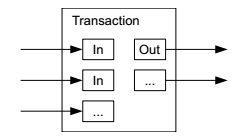 Transaction
In Out
In ...
...